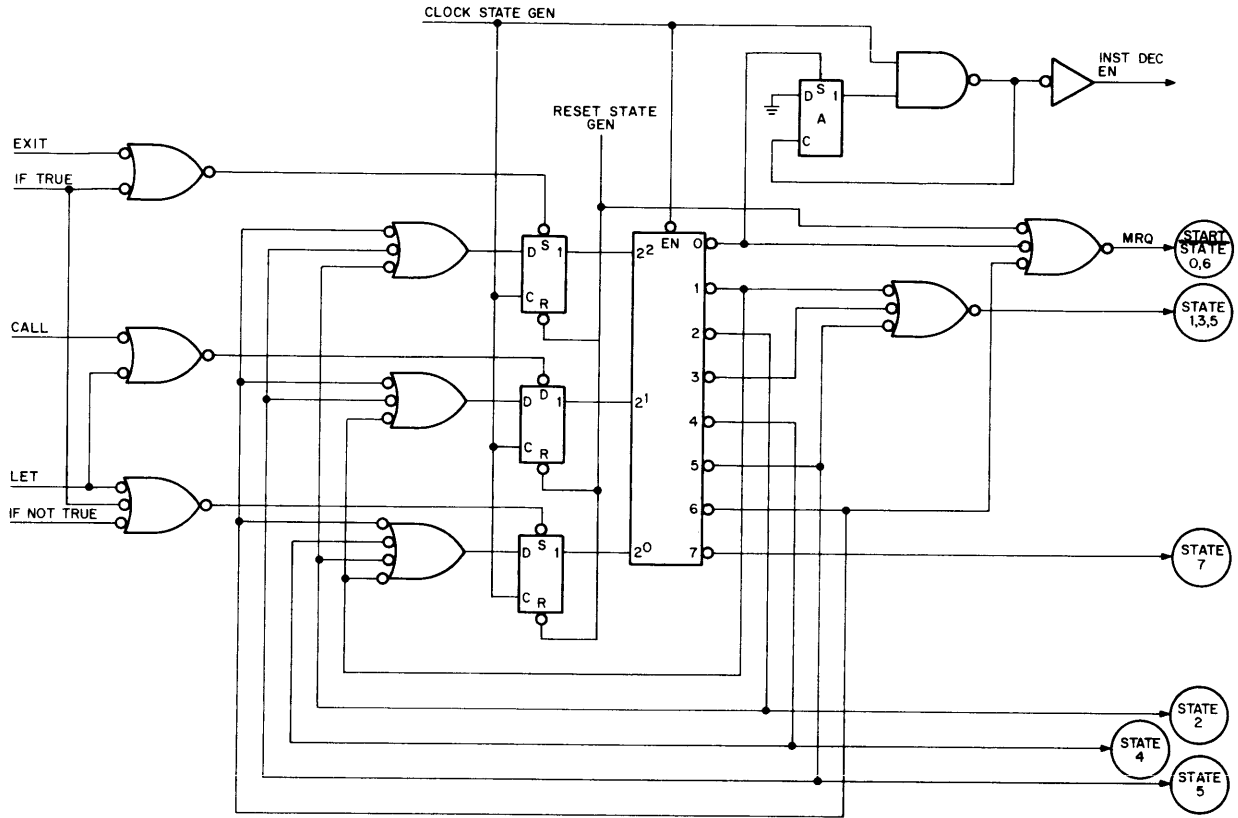 CLOCK STATE GEN
INST DEC
EN
D S 1
A
C
RESET STATE
GEN
EXIT
IF TRUE
EN
0
D S 1
C
R
2²
MRQ
START
STATE
0,6
1
STATE
1,3,5
CALL
2
3
D D 1
C
R
2¹
4
5
LET
IF NOT TRUE
6
D S 1
C
R
2⁰
7
STATE
7
STATE
2
STATE
4
STATE
5